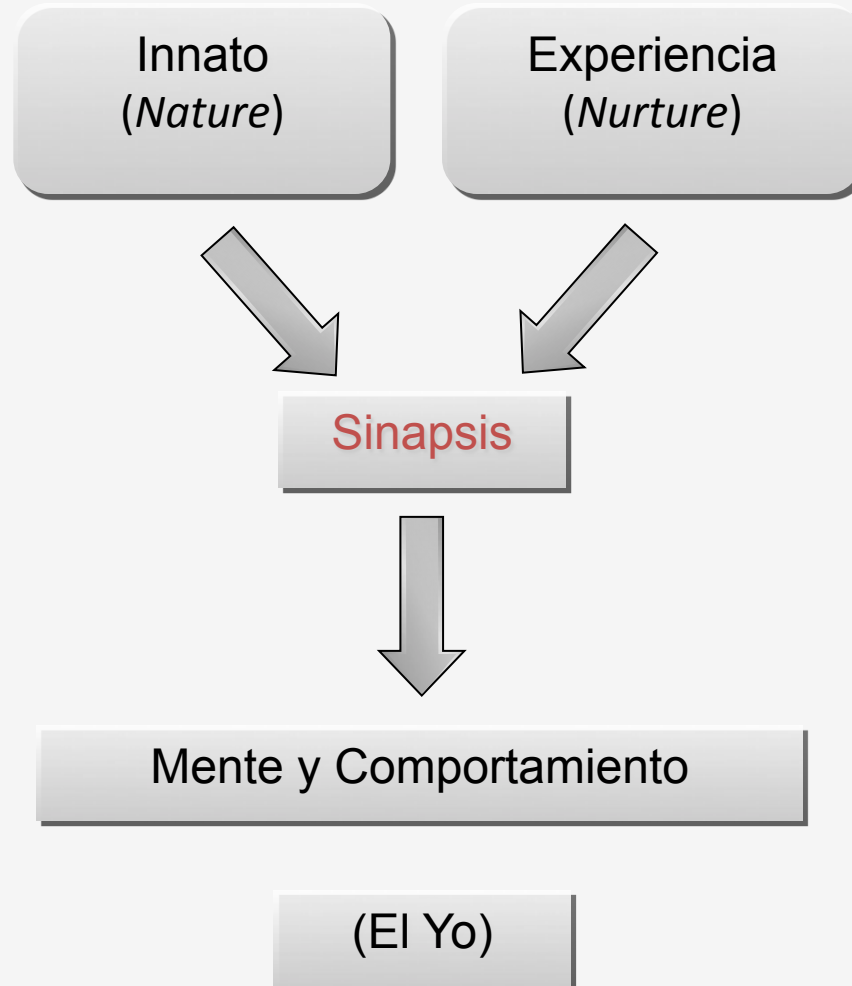 Innato
(Nature)
Experiencia
(Nurture)
Sinapsis
Mente y Comportamiento
(El Yo)